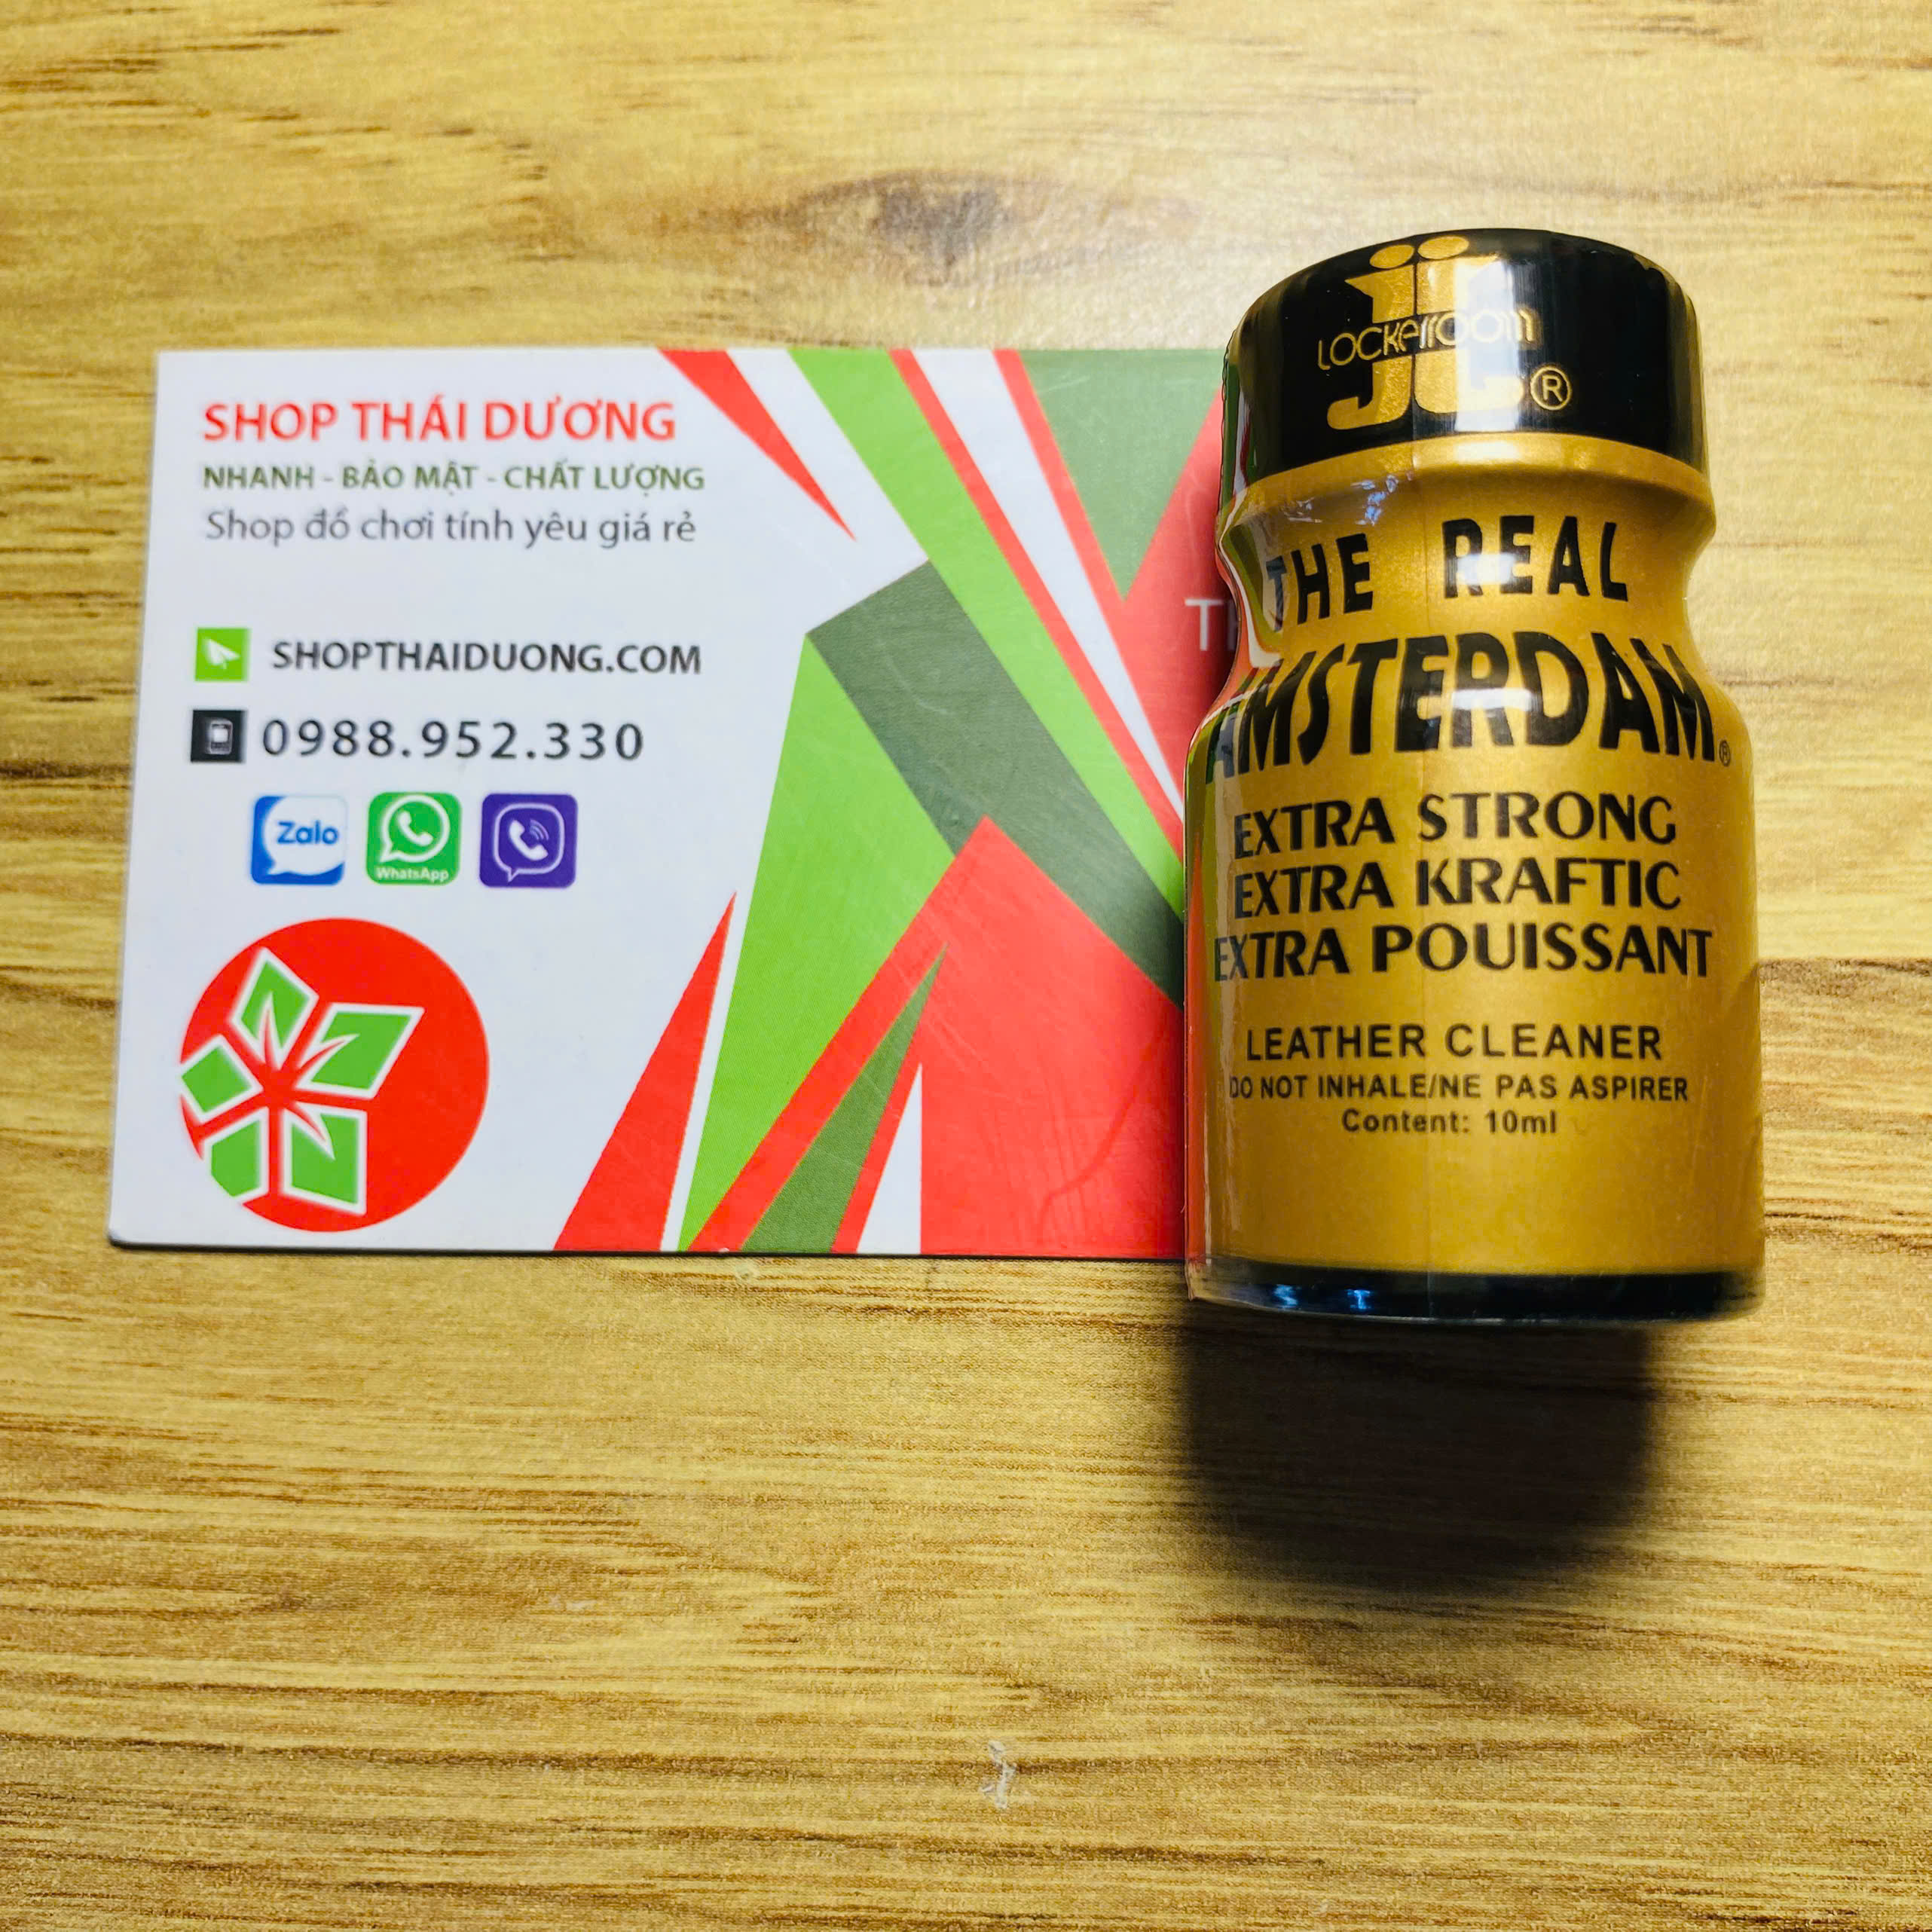 SHOP THÁI DƯƠNG
NHANH - BẢO MẬT - CHẤT LƯỢNG
Shop đồ chơi tính yêu giá rẻ
SHOPTHAIDUONG.COM
0988.952.330
Zalo
WhatsApp
JL
LOCKERROOM
®
THE REAL
AMSTERDAM®
EXTRA STRONG
EXTRA KRAFTIC
EXTRA POUISSANT
LEATHER CLEANER
DO NOT INHALE/NE PAS ASPIRER
Content: 10ml